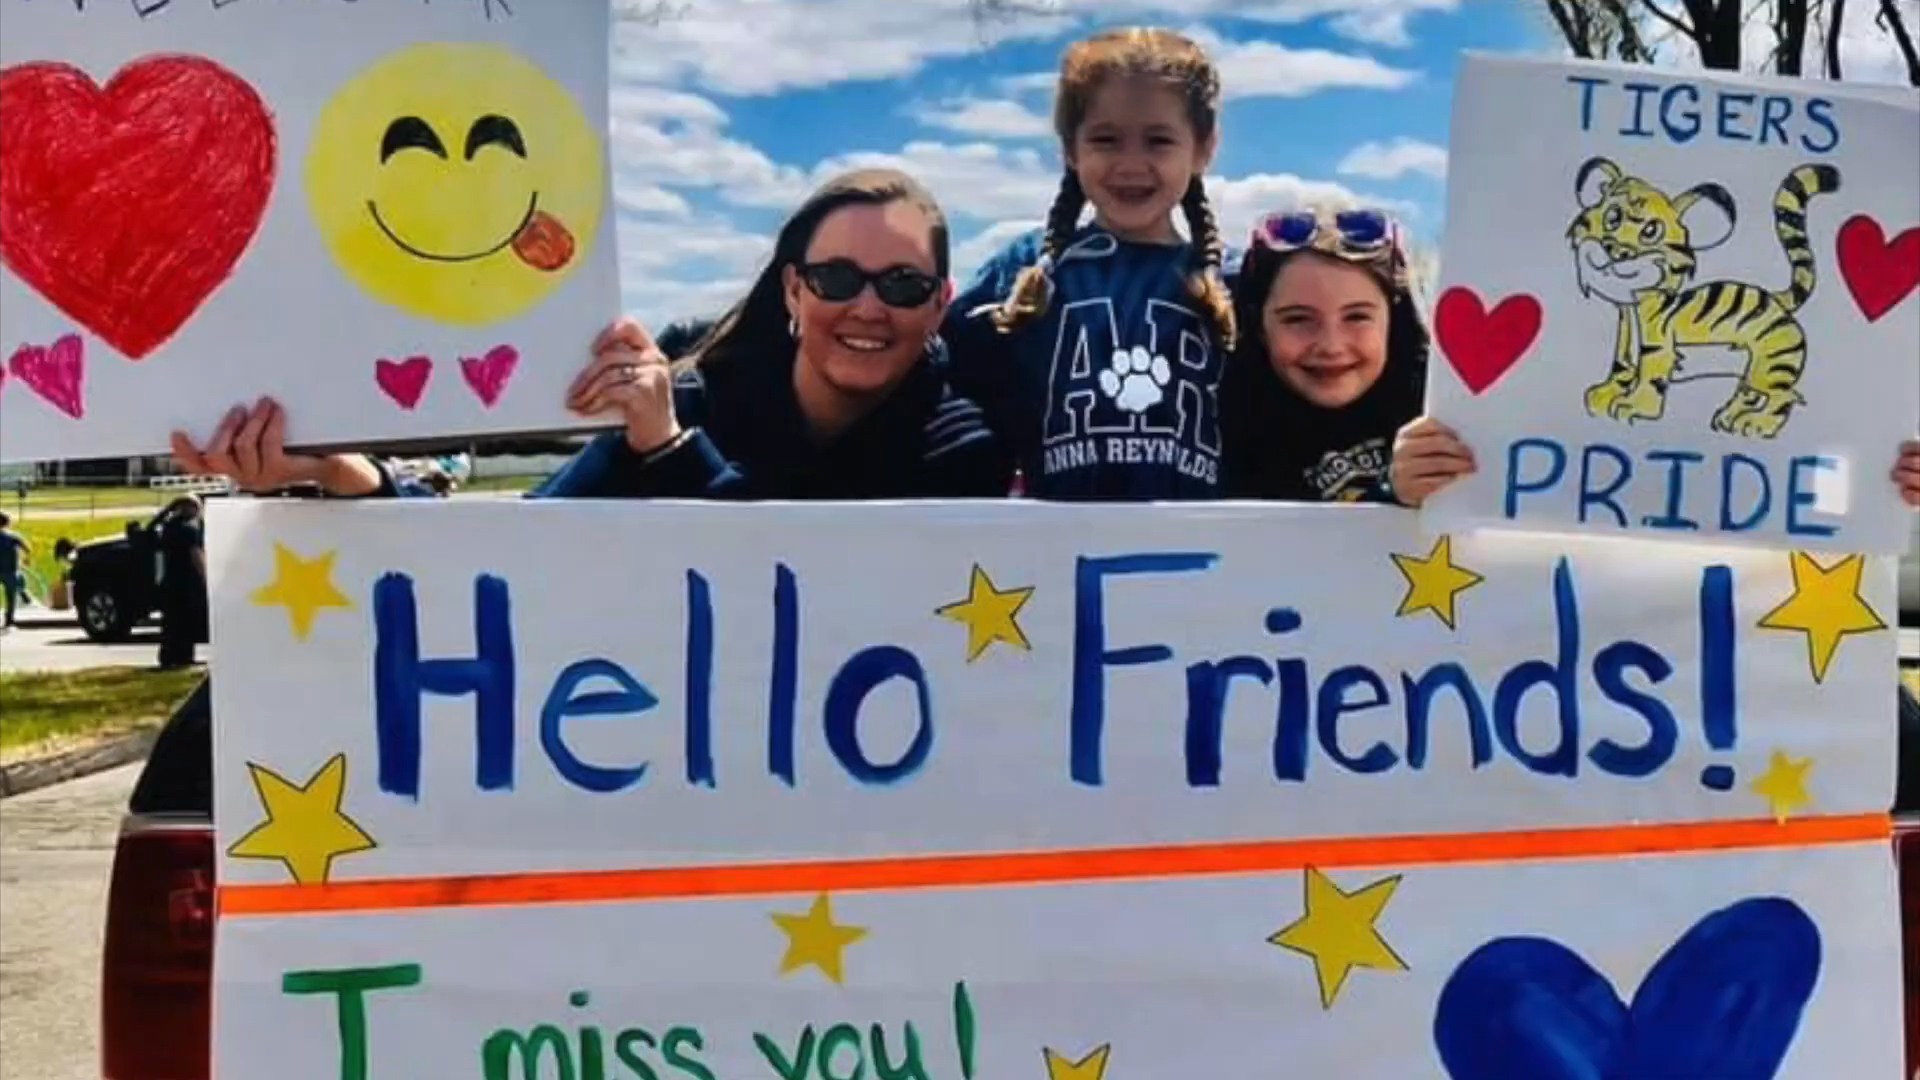 TIGERS
PRIDE
AR
ANNA REYNOLDS
Hello Friends!
I miss you!